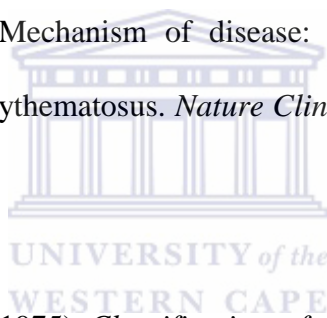 Mechanism of disease:
ythematosus. Nature Clin
UNIVERSITY of the
WESTERN CAPE
1975). Classification of